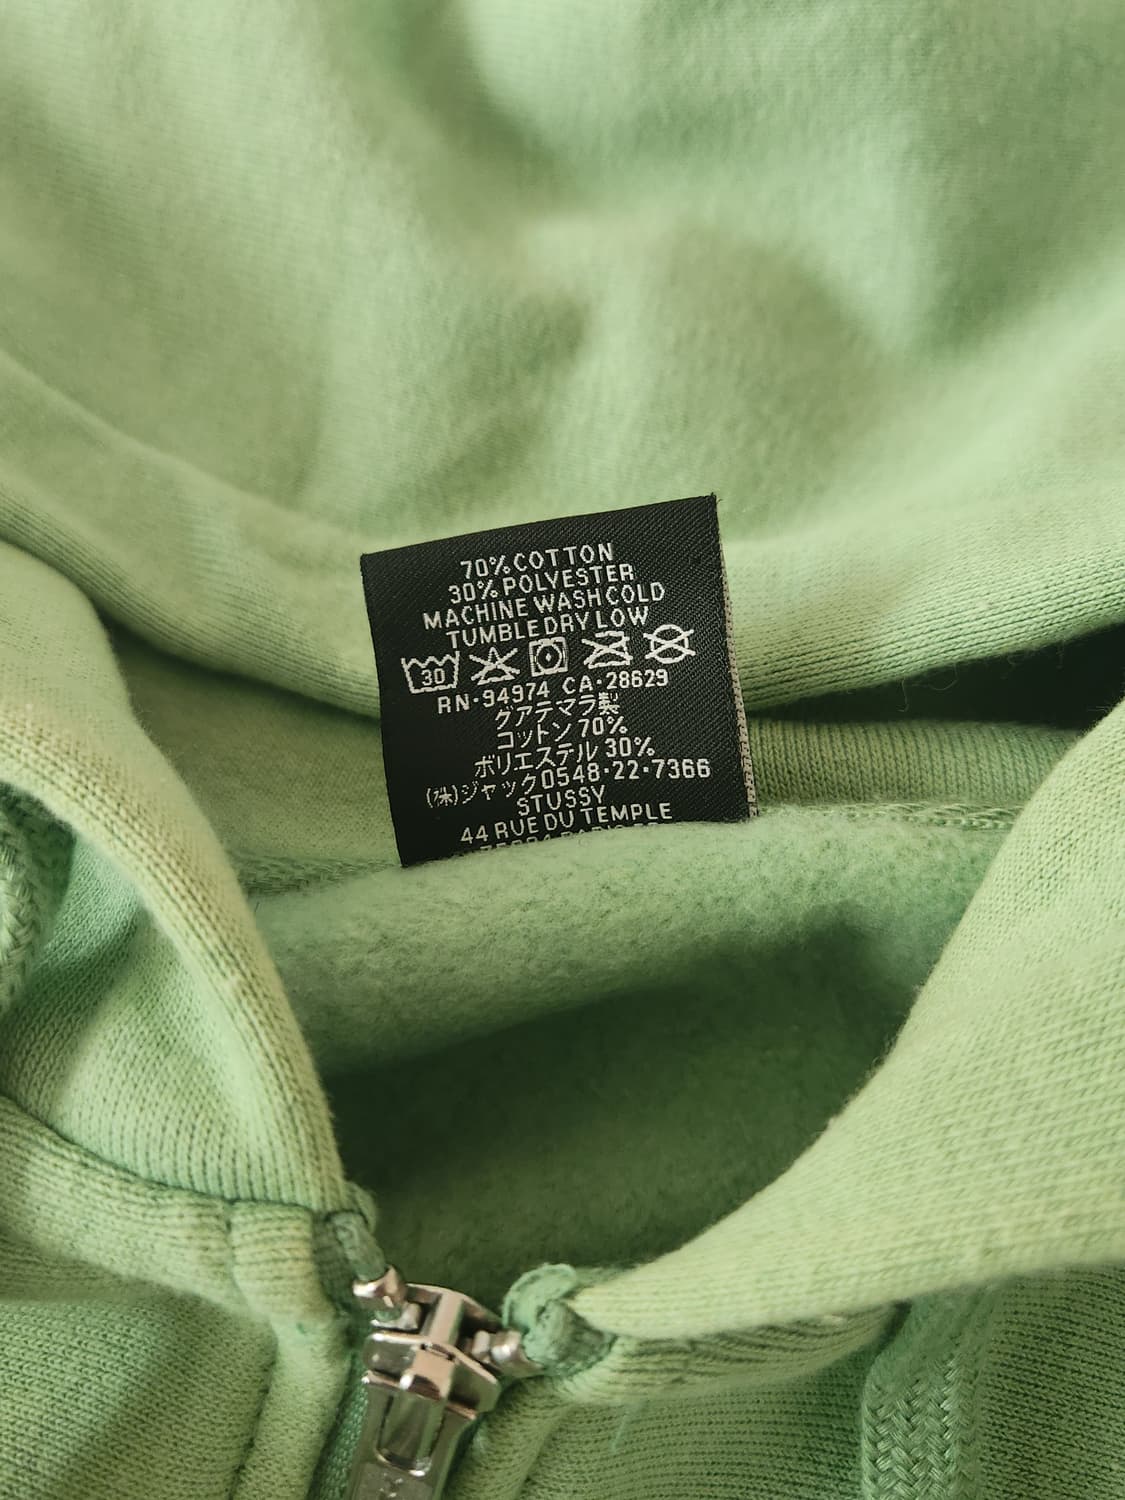 70% COTTON
30% POLYESTER
MACHINE WASH COLD
TUMBLE DRY LOW
30
RN·94974 CA·28629
グアテマラ製
コットン 70%
ポリエステル 30%
(株)ジャック0548·22·7366
STUSSY
44 RUE DU TEMPLE